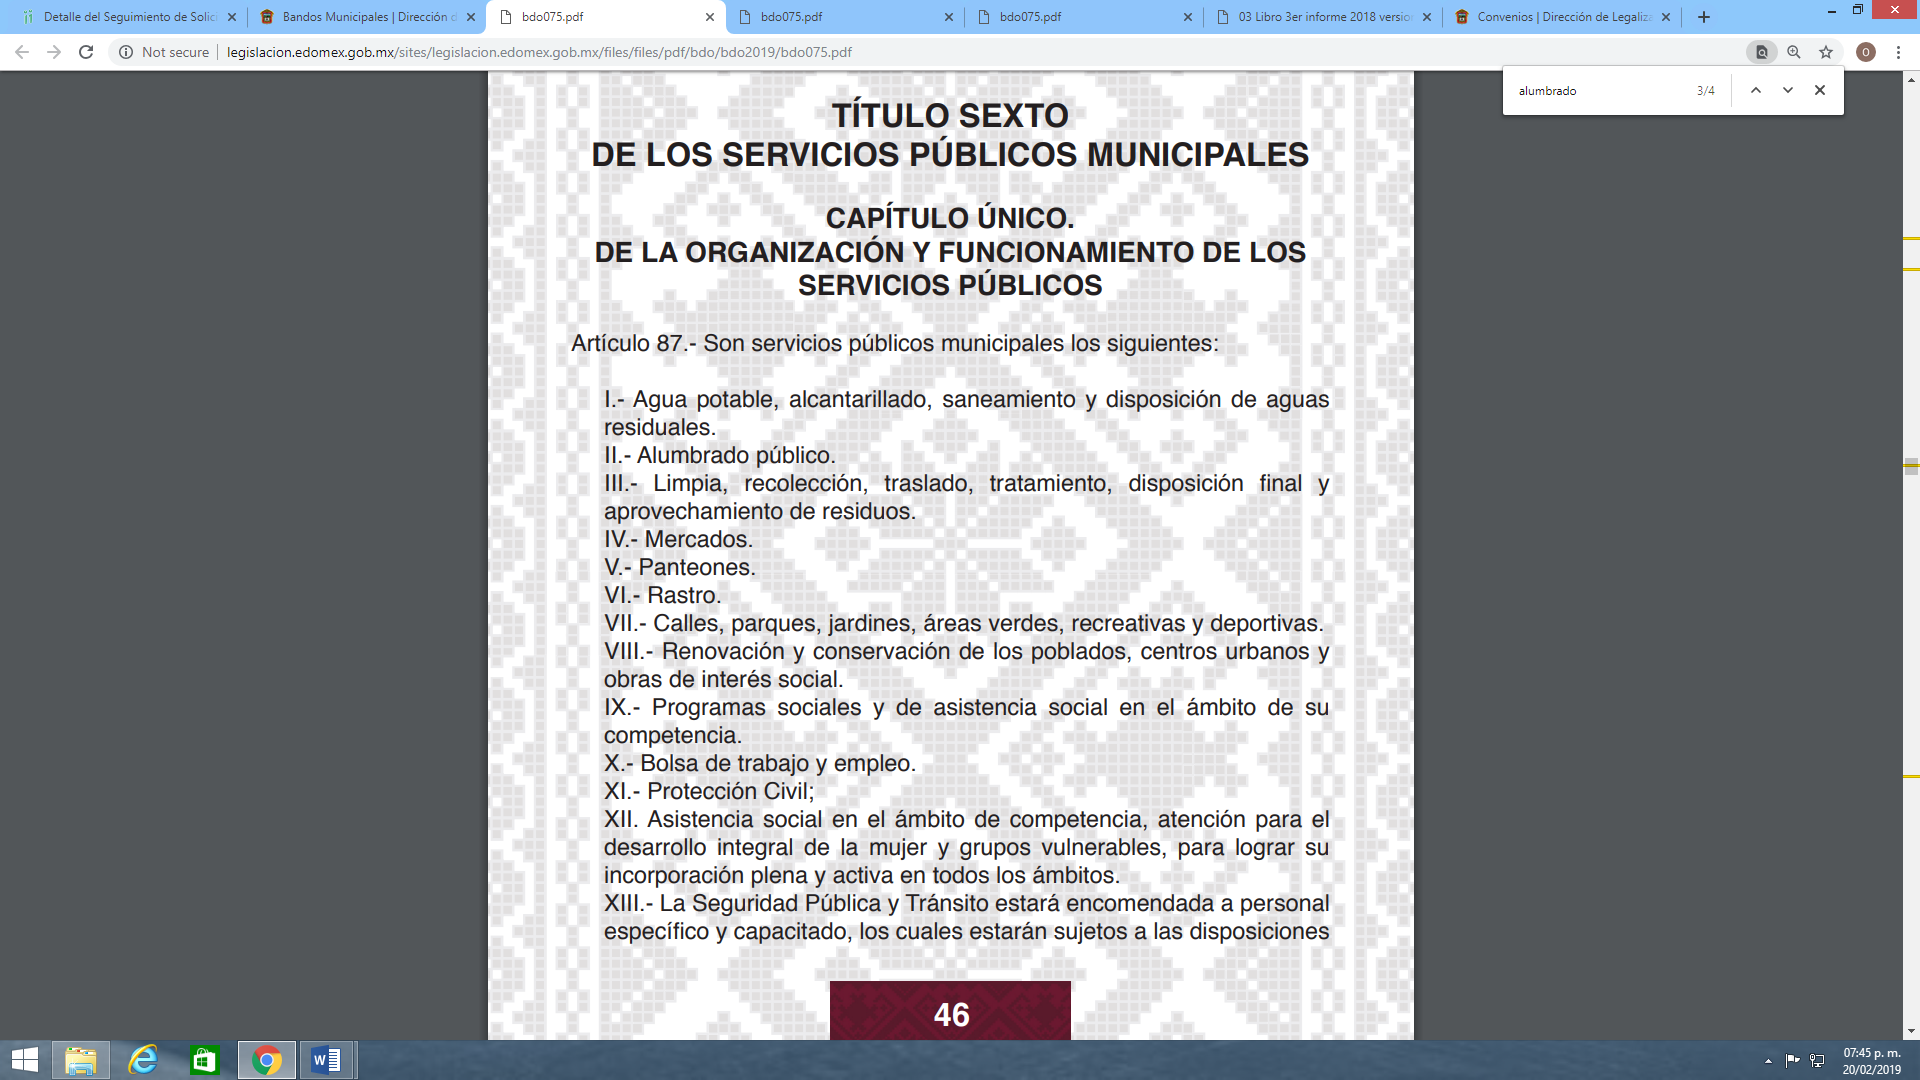 Detalle del Seguimiento de Solici
Bandos Municipales | Dirección d
bdo075.pdf
bdo075.pdf
bdo075.pdf
03 Libro 3er informe 2018 versio
Convenios | Dirección de Legaliza
Not secure
legislacion.edomex.gob.mx/sites/legislacion.edomex.gob.mx/files/files/pdf/bdo/bdo2019/bdo075.pdf
O
alumbrado
3/4
TÍTULO SEXTO
DE LOS SERVICIOS PÚBLICOS MUNICIPALES
CAPÍTULO ÚNICO.
DE LA ORGANIZACIÓN Y FUNCIONAMIENTO DE LOS
SERVICIOS PÚBLICOS
Artículo 87.- Son servicios públicos municipales los siguientes:
I.- Agua potable, alcantarillado, saneamiento y disposición de aguas
residuales.
II.- Alumbrado público.
III.- Limpia, recolección, traslado, tratamiento, disposición final y
aprovechamiento de residuos.
IV.- Mercados.
V.- Panteones.
VI.- Rastro.
VII.- Calles, parques, jardines, áreas verdes, recreativas y deportivas.
VIII.- Renovación y conservación de los poblados, centros urbanos y
obras de interés social.
IX.- Programas sociales y de asistencia social en el ámbito de su
competencia.
X.- Bolsa de trabajo y empleo.
XI.- Protección Civil;
XII. Asistencia social en el ámbito de competencia, atención para el
desarrollo integral de la mujer y grupos vulnerables, para lograr su
incorporación plena y activa en todos los ámbitos.
XIII.- La Seguridad Pública y Tránsito estará encomendada a personal
específico y capacitado, los cuales estarán sujetos a las disposiciones
46
07:45 p. m.
20/02/2019